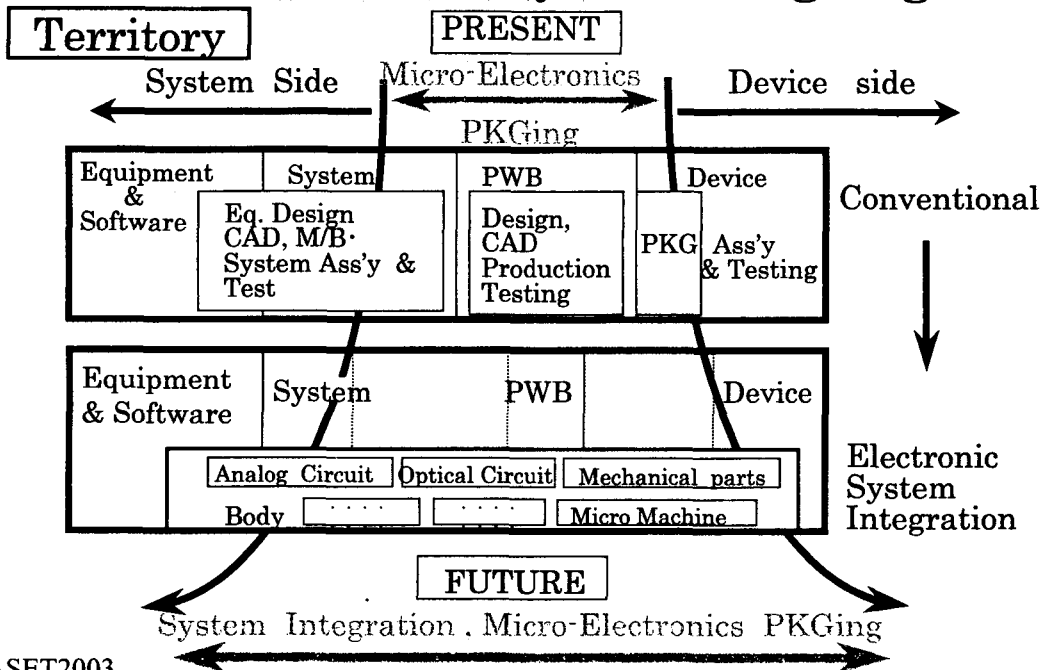 Territory
PRESENT
System Side
Micro-Electronics
Device side
PKGing
Equipment
&
Software
System
PWB
Device
Eq. Design
CAD, M/B·
System Ass'y &
Test
Design,
CAD
Production
Testing
PKG
Ass'y
& Testing
Conventional
Equipment
& Software
System
PWB
Device
Analog Circuit
Optical Circuit
Mechanical parts
Body
· · · ·
· · · ·
Micro Machine
Electronic
System
Integration
FUTURE
System Integration . Micro-Electronics PKGing